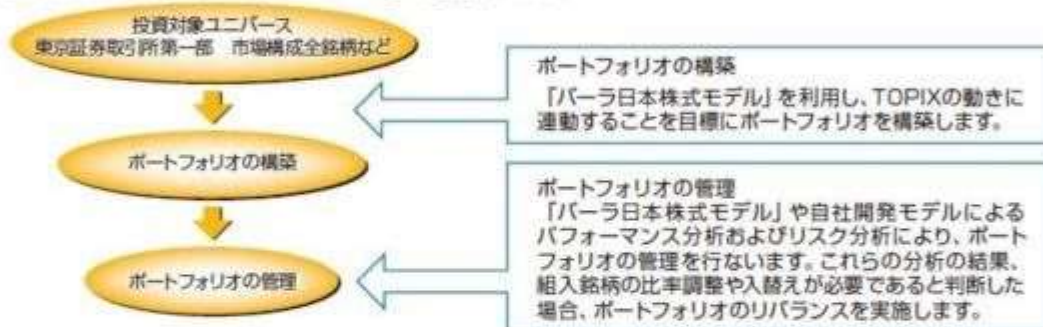 投資対象ユニバース
東京証券取引所第一部　市場構成全銘柄など
ポートフォリオの構築
『バーラ日本株式モデル』を利用し、TOPIXの動きに
連動することを目標にポートフォリオを構築します。
ポートフォリオの構築
ポートフォリオの管理
『バーラ日本株式モデル』や自社開発モデルによる
パフォーマンス分析およびリスク分析により、ポート
フォリオの管理を行ないます。これらの分析の結果、
組入銘柄の比率調整や入替えが必要であると判断した
場合、ポートフォリオのリバランスを実施します。
ポートフォリオの管理